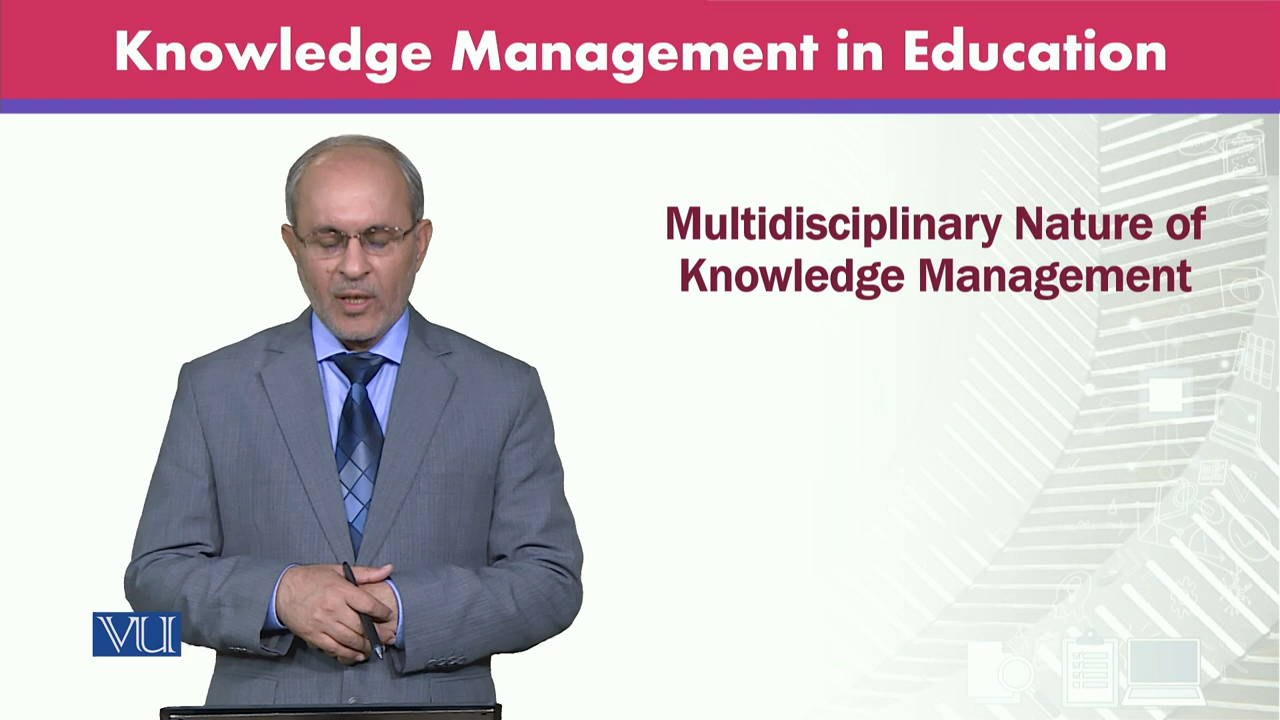 Knowledge Management in Education
Multidisciplinary Nature of
Knowledge Management
VU